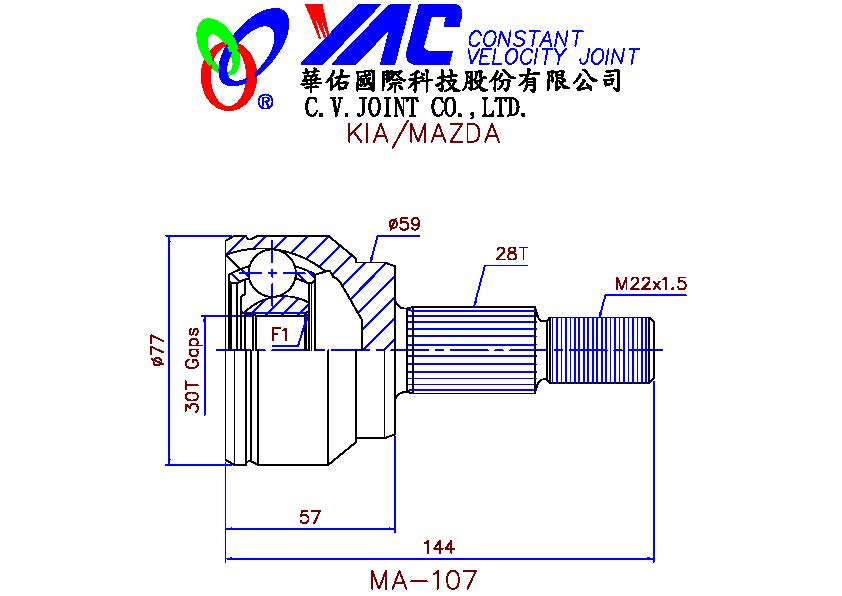 YAC CONSTANT
VELOCITY JOINT
®
華佑國際科技股份有限公司
C.V.JOINT CO.,LTD.
KIA/MAZDA
ø59
28T
M22x1.5
ø77
30T Gaps
F1
57
144
MA-107